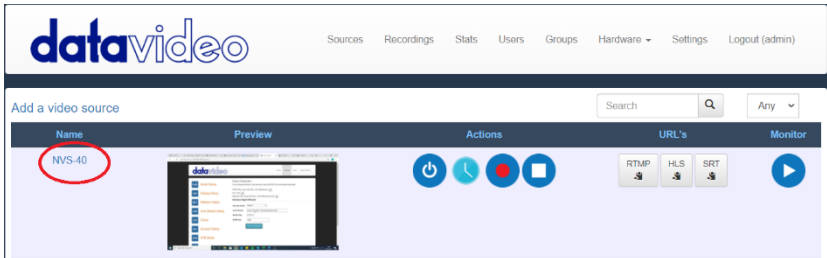 datavideo
Sources Recordings Stats Users Groups Hardware Settings Logout (admin)
Add a video source
Search
Any
Name Preview Actions URL's Monitor
NVS-40
datavideo
RTMP HLS SRT